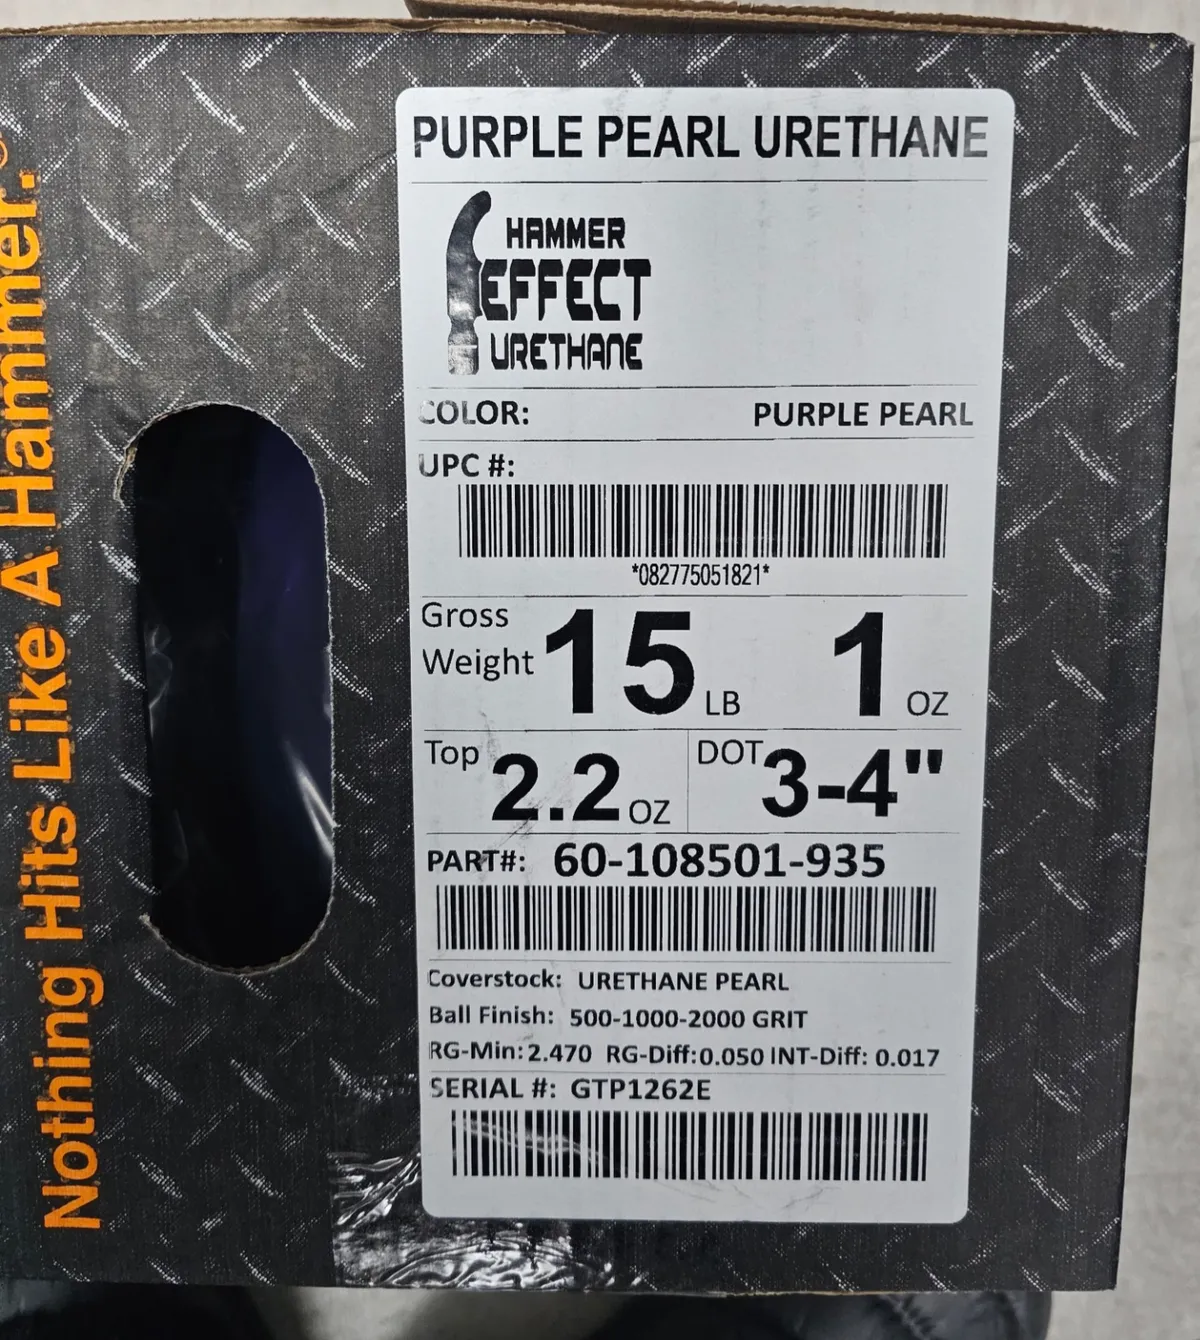 Nothing Hits Like A Hammer.®
PURPLE PEARL URETHANE
HAMMER
EFFECT
URETHANE
COLOR: PURPLE PEARL
UPC #:
*082775051821*
Gross Weight 15 LB 1 OZ
Top 2.2 OZ DOT 3-4"
PART#: 60-108501-935
Coverstock: URETHANE PEARL
Ball Finish: 500-1000-2000 GRIT
RG-Min: 2.470 RG-Diff: 0.050 INT-Diff: 0.017
SERIAL #: GTP1262E